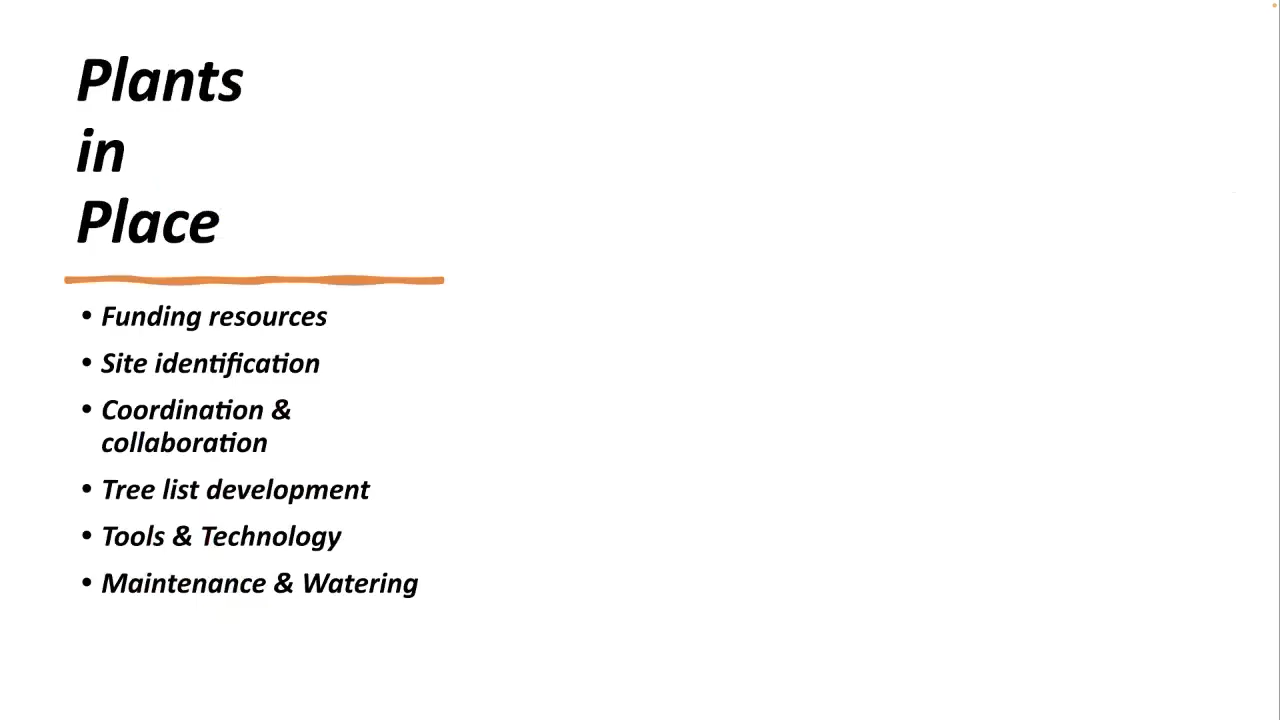 Plants
in
Place
• Funding resources
• Site identification
• Coordination &
collaboration
• Tree list development
• Tools & Technology
• Maintenance & Watering